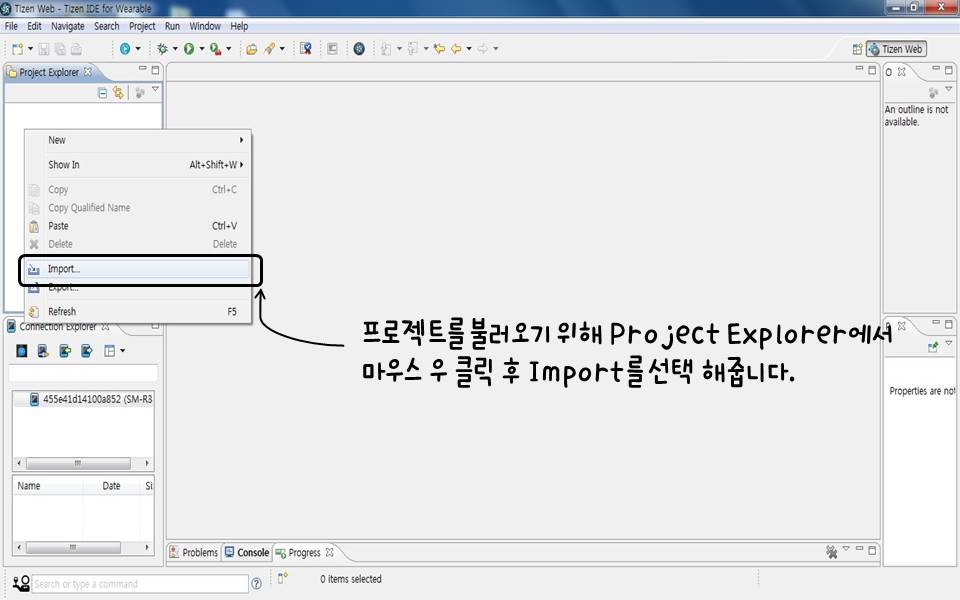 Tizen Web - Tizen IDE for Wearable
File Edit Navigate Search Project Run Window Help
Tizen Web
Project Explorer
O
An outline is not
available.
New
Show In Alt+Shift+W
Copy Ctrl+C
Copy Qualified Name
Paste Ctrl+V
Delete Delete
Import...
Export...
Refresh F5
Connection Explorer
프로젝트를 불러오기 위해 Project Explorer에서
마우스 우 클릭 후 Import를 선택 해줍니다.
455e41d14100a852 (SM-R3
Properties are not
Name Date Si
Problems Console Progress
Search or type a command
0 items selected